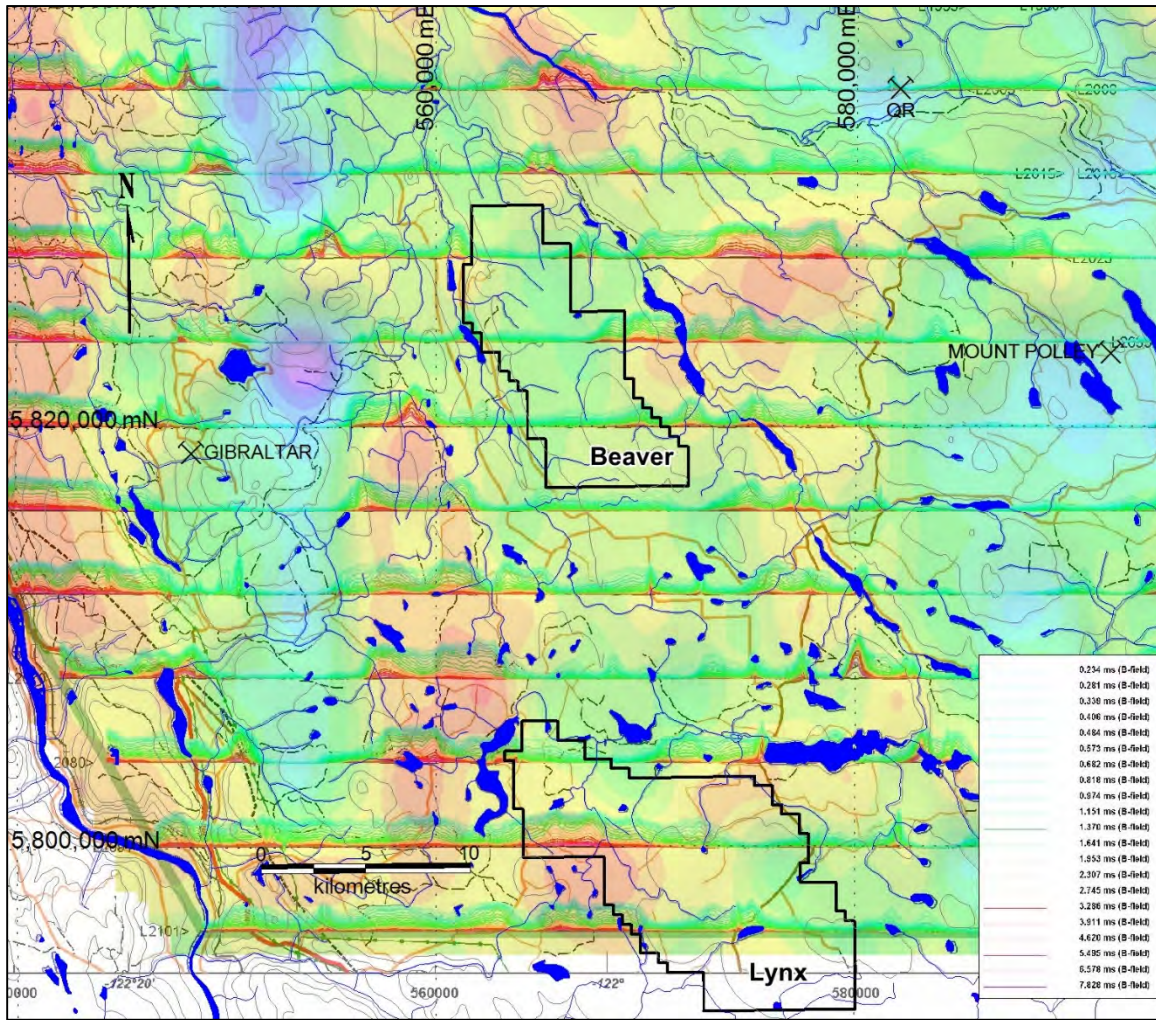 560,000 mE
580,000 mE
QR
L2015>
N
<L2025
MOUNT POLLEY
5,820,000 mN
GIBRALTAR
Beaver
0.234 ms (B-field)
0.281 ms (B-field)
0.339 ms (B-field)
0.406 ms (B-field)
0.484 ms (B-field)
0.573 ms (B-field)
0.682 ms (B-field)
0.818 ms (B-field)
0.974 ms (B-field)
1.151 ms (B-field)
1.370 ms (B-field)
1.641 ms (B-field)
1.953 ms (B-field)
2.307 ms (B-field)
2.745 ms (B-field)
3.286 ms (B-field)
3.911 ms (B-field)
4.620 ms (B-field)
5.495 ms (B-field)
6.578 ms (B-field)
7.828 ms (B-field)
2080>
5,800,000 mN
0 5 10
kilometres
L2101>
Lynx
-122°20'
560000
-122°
580000